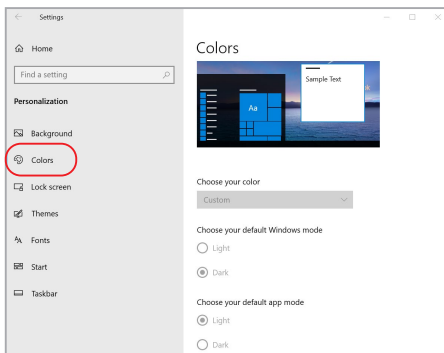 Settings
Home
Find a setting
Personalization
Background
Colors
Lock screen
Themes
Fonts
Start
Taskbar
Colors
Sample Text
Aa
Choose your color
Custom
Choose your default Windows mode
Light
Dark
Choose your default app mode
Light
Dark